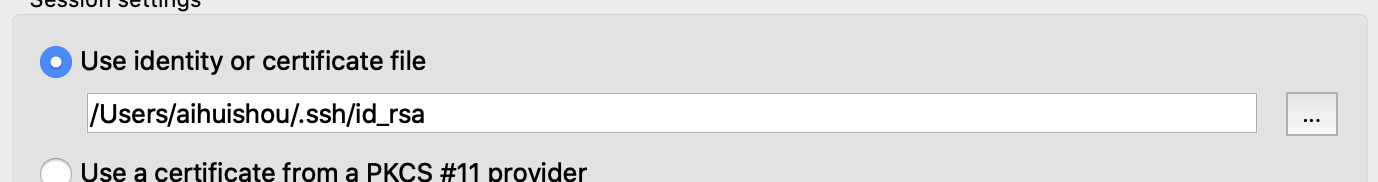 Session settings
Use identity or certificate file
/Users/aihuishou/.ssh/id_rsa
...
Use a certificate from a PKCS #11 provider